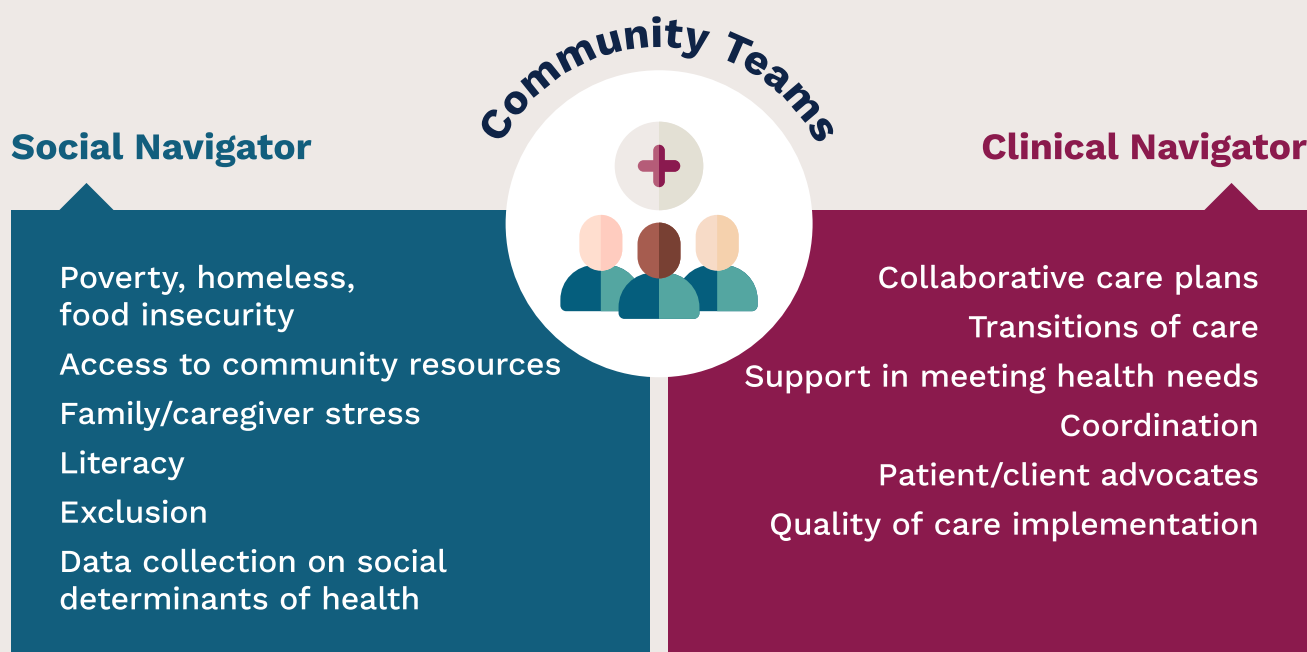 Community Teams
Social Navigator
Poverty, homeless,
food insecurity
Access to community resources
Family/caregiver stress
Literacy
Exclusion
Data collection on social
determinants of health
Clinical Navigator
Collaborative care plans
Transitions of care
Support in meeting health needs
Coordination
Patient/client advocates
Quality of care implementation